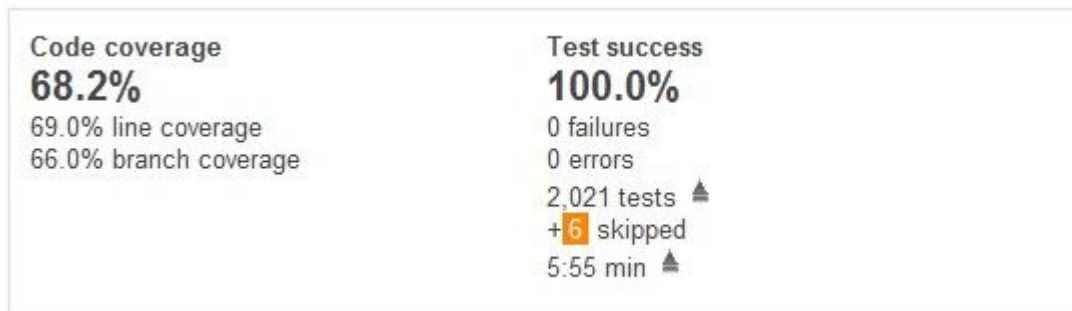 Code coverage
68.2%
69.0% line coverage
66.0% branch coverage
Test success
100.0%
0 failures
0 errors
2,021 tests
+6 skipped
5:55 min